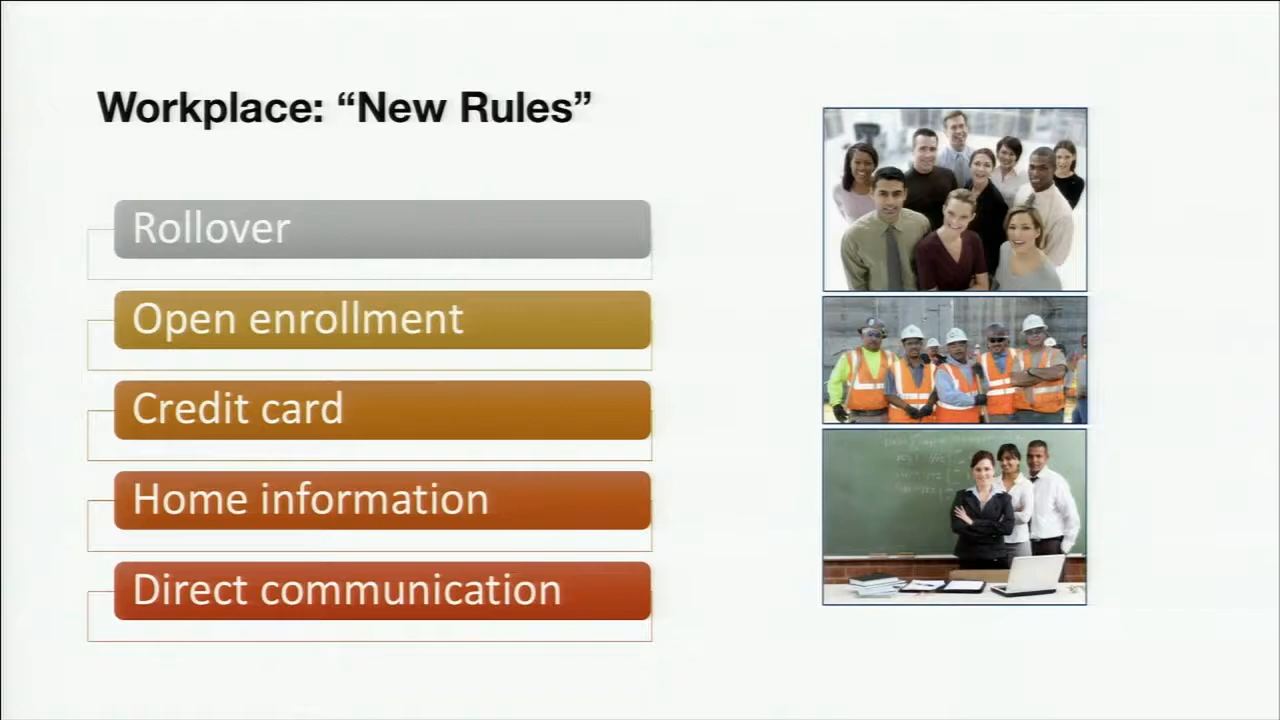 Workplace: “New Rules”
Rollover
Open enrollment
Credit card
Home information
Direct communication